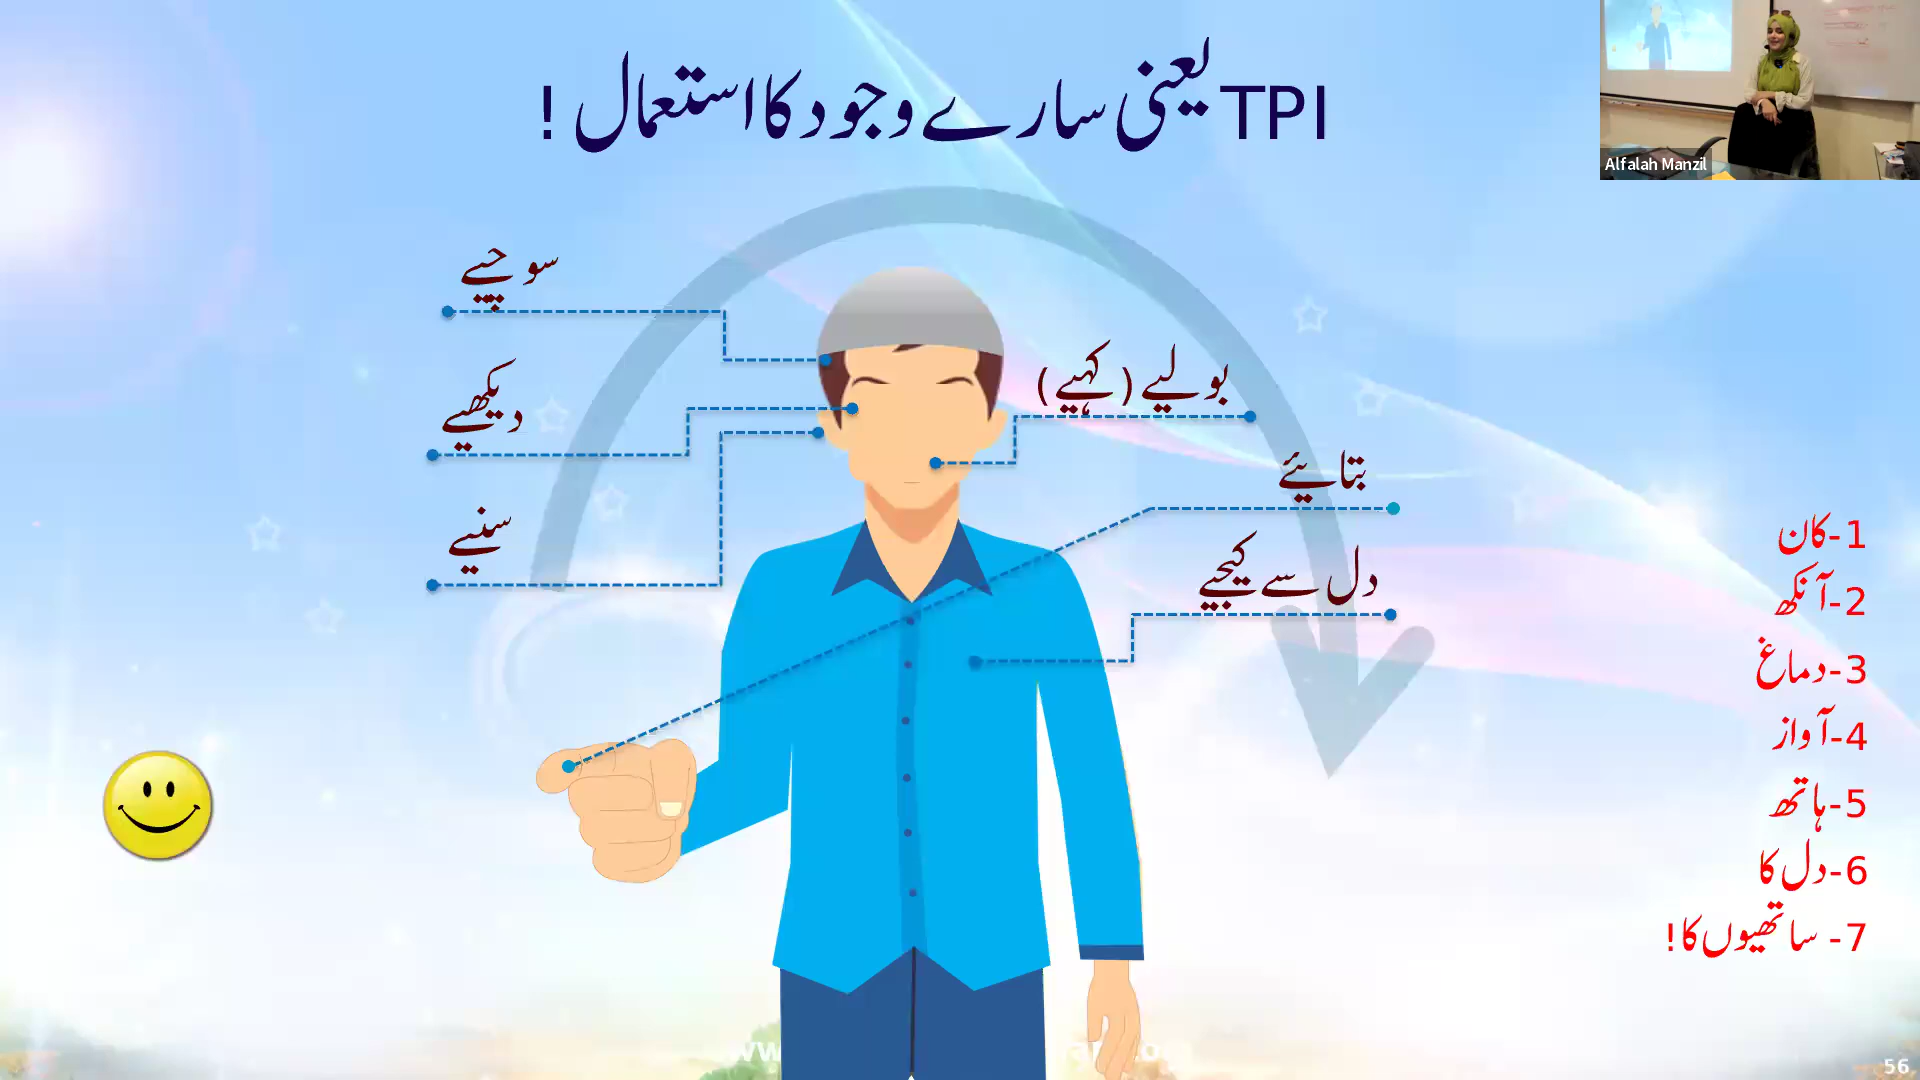 TPI یعنی سارے وجود کا استعمال !
Alfalah Manzil
سوچیے
دیکھیے
سنیے
بولیے (کہیے)
بتایئے
دل سے کیجیے
1-کان
2-آنکھ
3-دماغ
4-آواز
5-ہاتھ
6-دل کا
7- ساتھیوں کا!
56